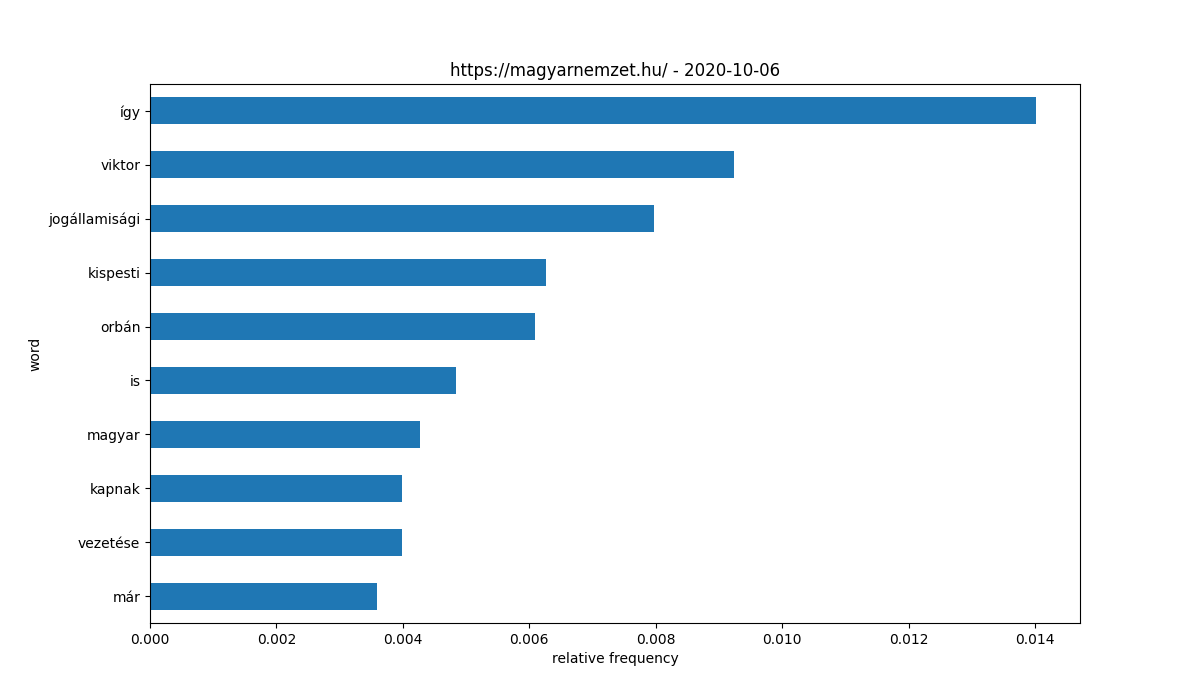 https://magyarnemzet.hu/ - 2020-10-06
így
viktor
jogállamisági
kispesti
orbán
is
magyar
kapnak
vezetése
már
word
0.000 0.002 0.004 0.006 0.008 0.010 0.012 0.014
relative frequency